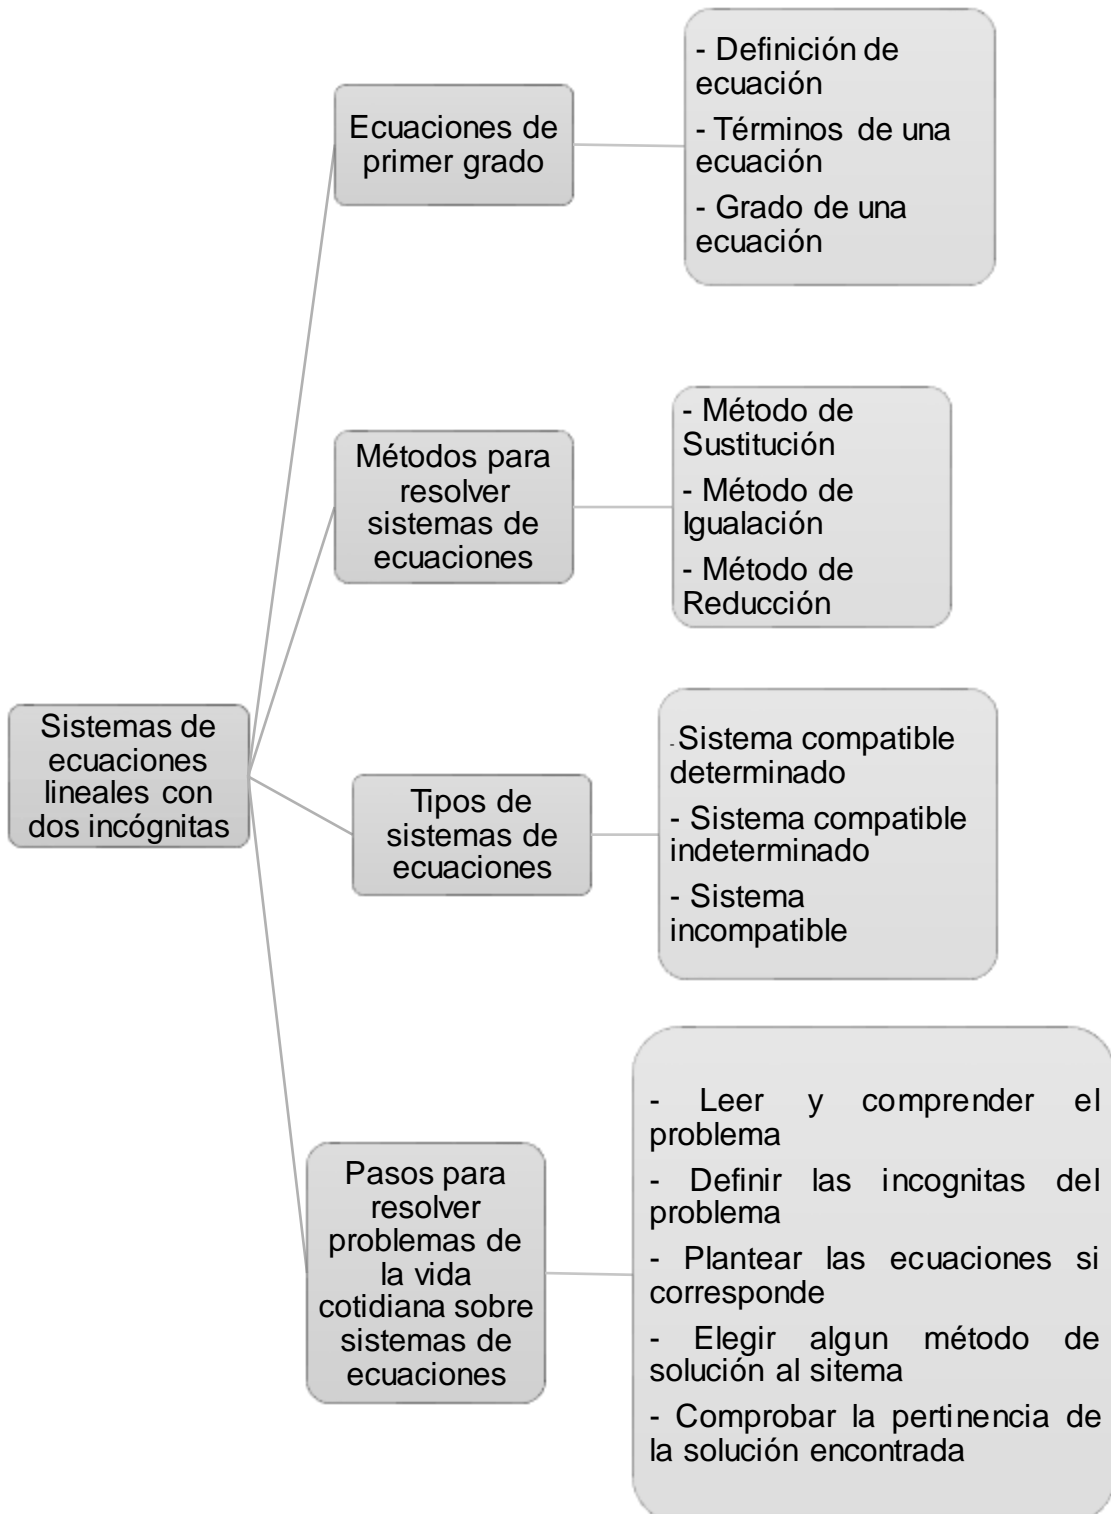 Sistemas de
ecuaciones
lineales con
dos incógnitas
Ecuaciones de
primer grado
- Definición de
ecuación
- Términos de una
ecuación
- Grado de una
ecuación
Métodos para
resolver
sistemas de
ecuaciones
- Método de
Sustitución
- Método de
Igualación
- Método de
Reducción
Tipos de
sistemas de
ecuaciones
- Sistema compatible
determinado
- Sistema compatible
indeterminado
- Sistema
incompatible
Pasos para
resolver
problemas de
la vida
cotidiana sobre
sistemas de
ecuaciones
- Leer y comprender el
problema
- Definir las incognitas del
problema
- Plantear las ecuaciones si
corresponde
- Elegir algun método de
solución al sitema
- Comprobar la pertinencia de
la solución encontrada